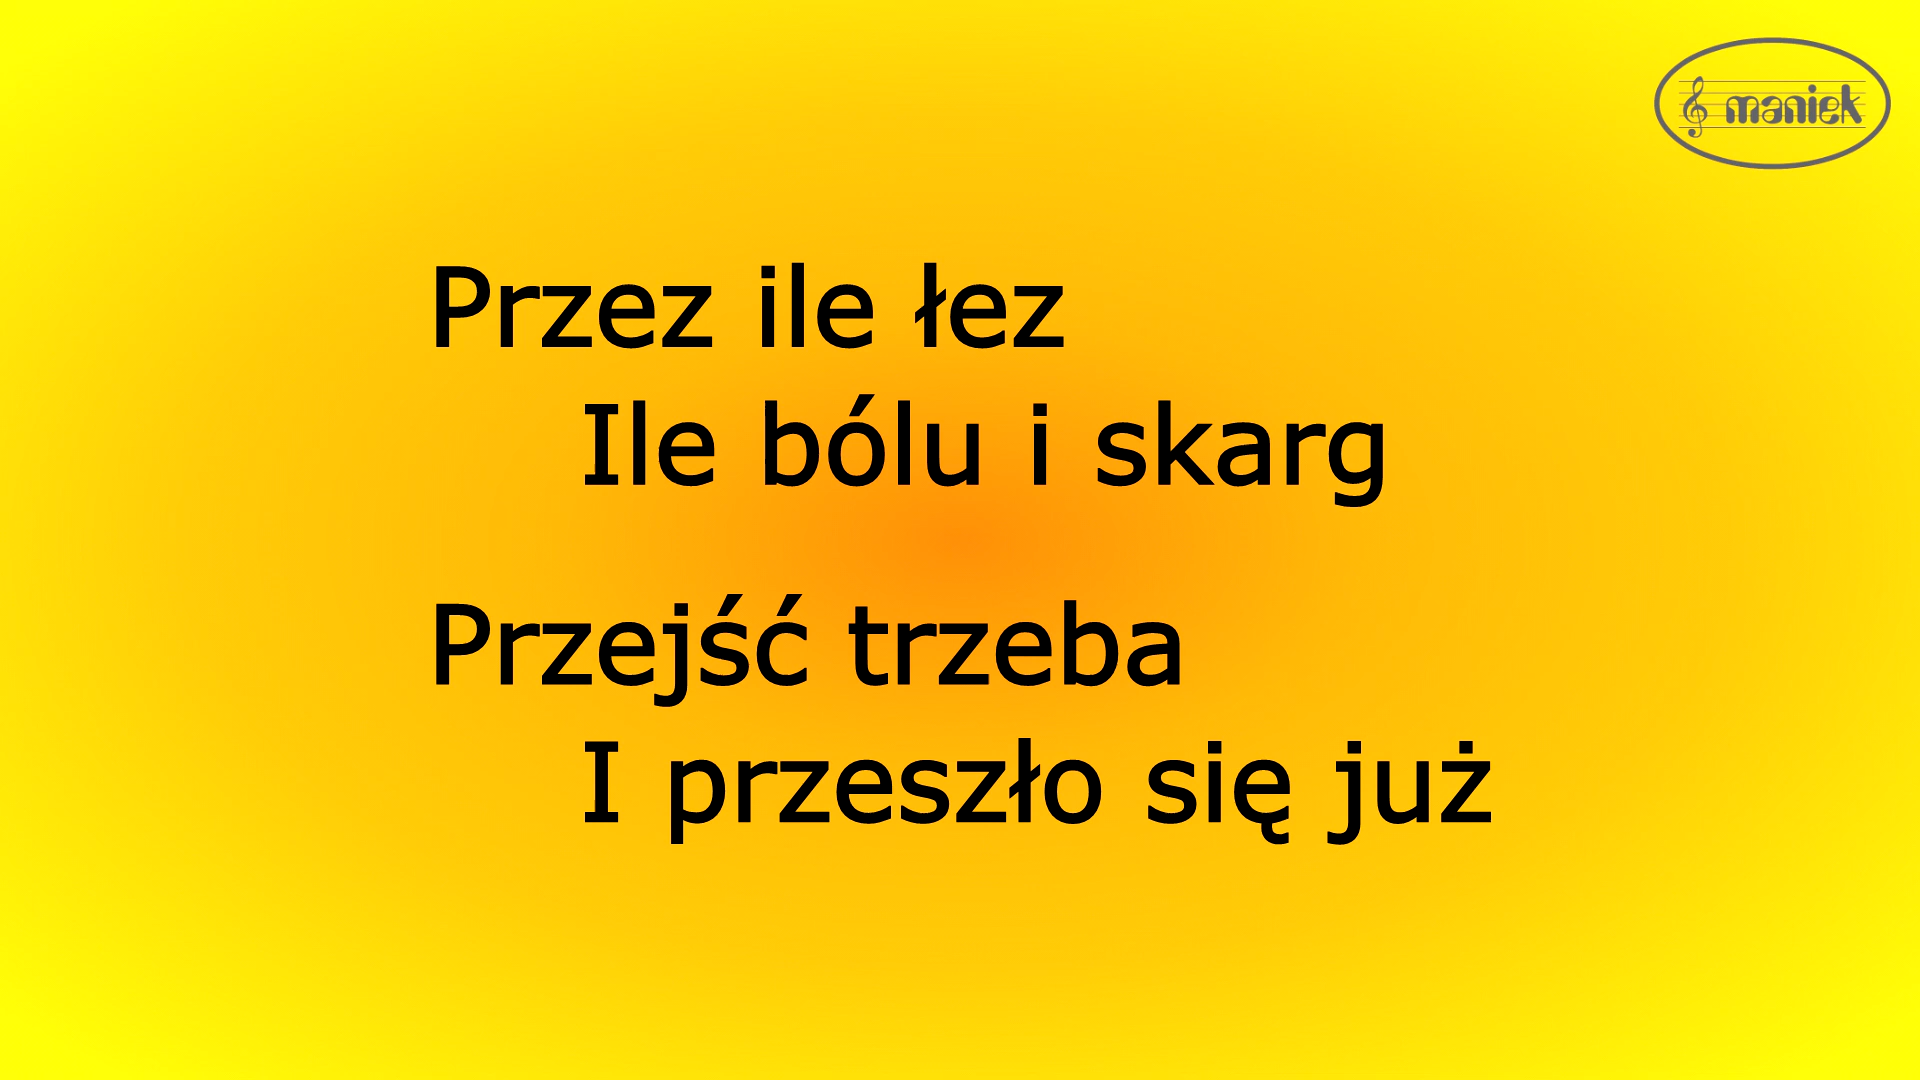 maniek
Przez ile łez
Ile bólu i skarg
Przejść trzeba
I przeszło się już